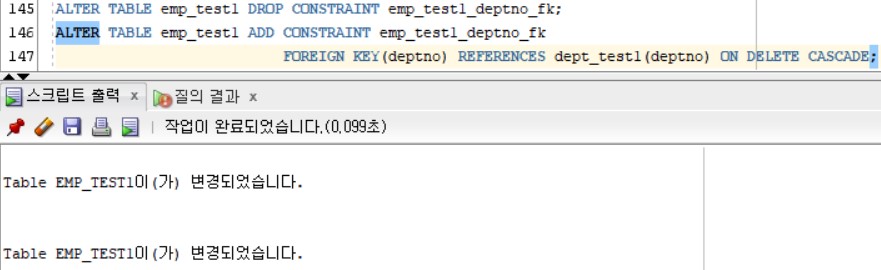 145 ALTER TABLE emp_test1 DROP CONSTRAINT emp_test1_deptno_fk;
146 ALTER TABLE emp_test1 ADD CONSTRAINT emp_test1_deptno_fk
147 FOREIGN KEY(deptno) REFERENCES dept_test1(deptno) ON DELETE CASCADE;
스크립트 출력 x 질의 결과 x
작업이 완료되었습니다.(0,099초)
Table EMP_TEST1이(가) 변경되었습니다.
Table EMP_TEST1이(가) 변경되었습니다.